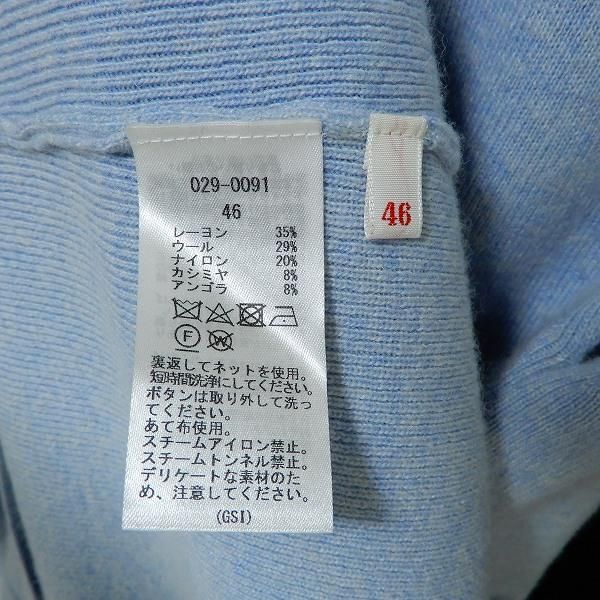 029-0091
46
レーヨン 35%
ウール 29%
ナイロン 20%
カシミヤ 8%
アンゴラ 8%
F W
裏返してネットを使用。
短時間洗浄にしてください。
ボタンは取り外して洗っ
てください。
あて布使用。
スチームアイロン禁止。
スチームトンネル禁止。
デリケートな素材のた
め、注意してください。
(GSI)
46